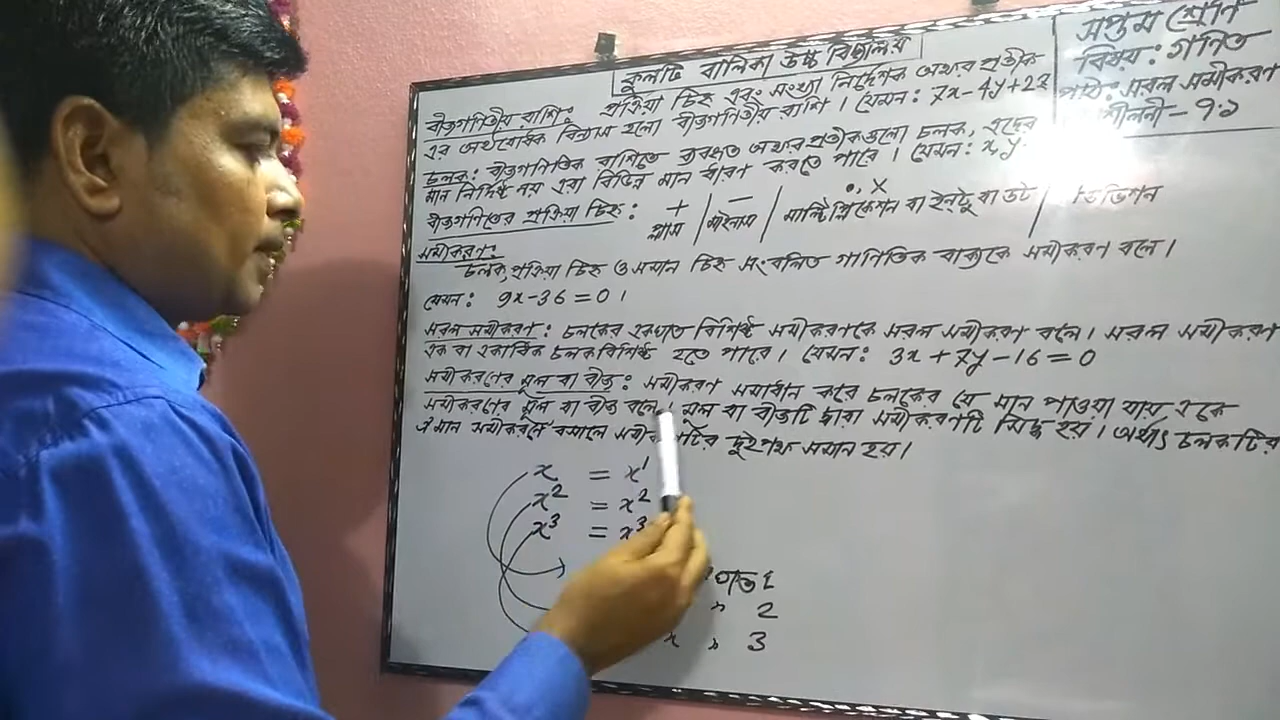 কুলটি বালিকা উচ্চ বিদ্যালয়
সপ্তম শ্রেণি
বিষয় : গণিত
পাঠ : সরল সমীকরণ
শীলনী - ৭.১
বীজগণিতীয় রাশি : প্রক্রিয়া চিহ্ন এবং সংখ্যা নির্দেশক অক্ষর প্রতীক
এর অর্থবোধক বিন্যাস হলো বীজগণিতীয় রাশি । যেমন : 7x-4y+2z
চলক : বীজগণিতিক রাশিতে ব্যবহৃত অক্ষর প্রতীকগুলো চলক, এদের
মান নির্দিষ্ট নয় এরা বিভিন্ন মান ধারণ করতে পারে । যেমন : x, y
বীজগণিতের প্রক্রিয়া চিহ্ন : + | - | ., X |
প্লাস | মাইনাস | মাল্টিপ্লিকেশন বা ইন্টু বা ডট | ডিভিশন
সমীকরণ :
চলক, প্রক্রিয়া চিহ্ন ও সমান চিহ্ন সংবলিত গাণিতিক বাক্যকে সমীকরণ বলে ।
যেমন : 9x-36=0 ।
সরল সমীকরণ : চলকের একঘাত বিশিষ্ট সমীকরণকে সরল সমীকরণ বলে । সরল সমীকরণ
এক বা একাধিক চলকবিশিষ্ট হতে পারে । যেমন : 3x + 7y - 16 = 0
সমীকরণের মূল বা বীজ : সমীকরণ সমাধান করে চলকের যে মান পাওয়া যায়, একে
সমীকরণের মূল বা বীজ বলে । মূল বা বীজটি দ্বারা সমীকরণটি সিদ্ধ হয় । অর্থাৎ চলকটির
ঐ মান সমীকরণে বসালে সমীকরণটির দুইপক্ষ সমান হয় ।
x = x¹
x² = x²
x³ = x³
ঘাত 1
" 2
x " 3